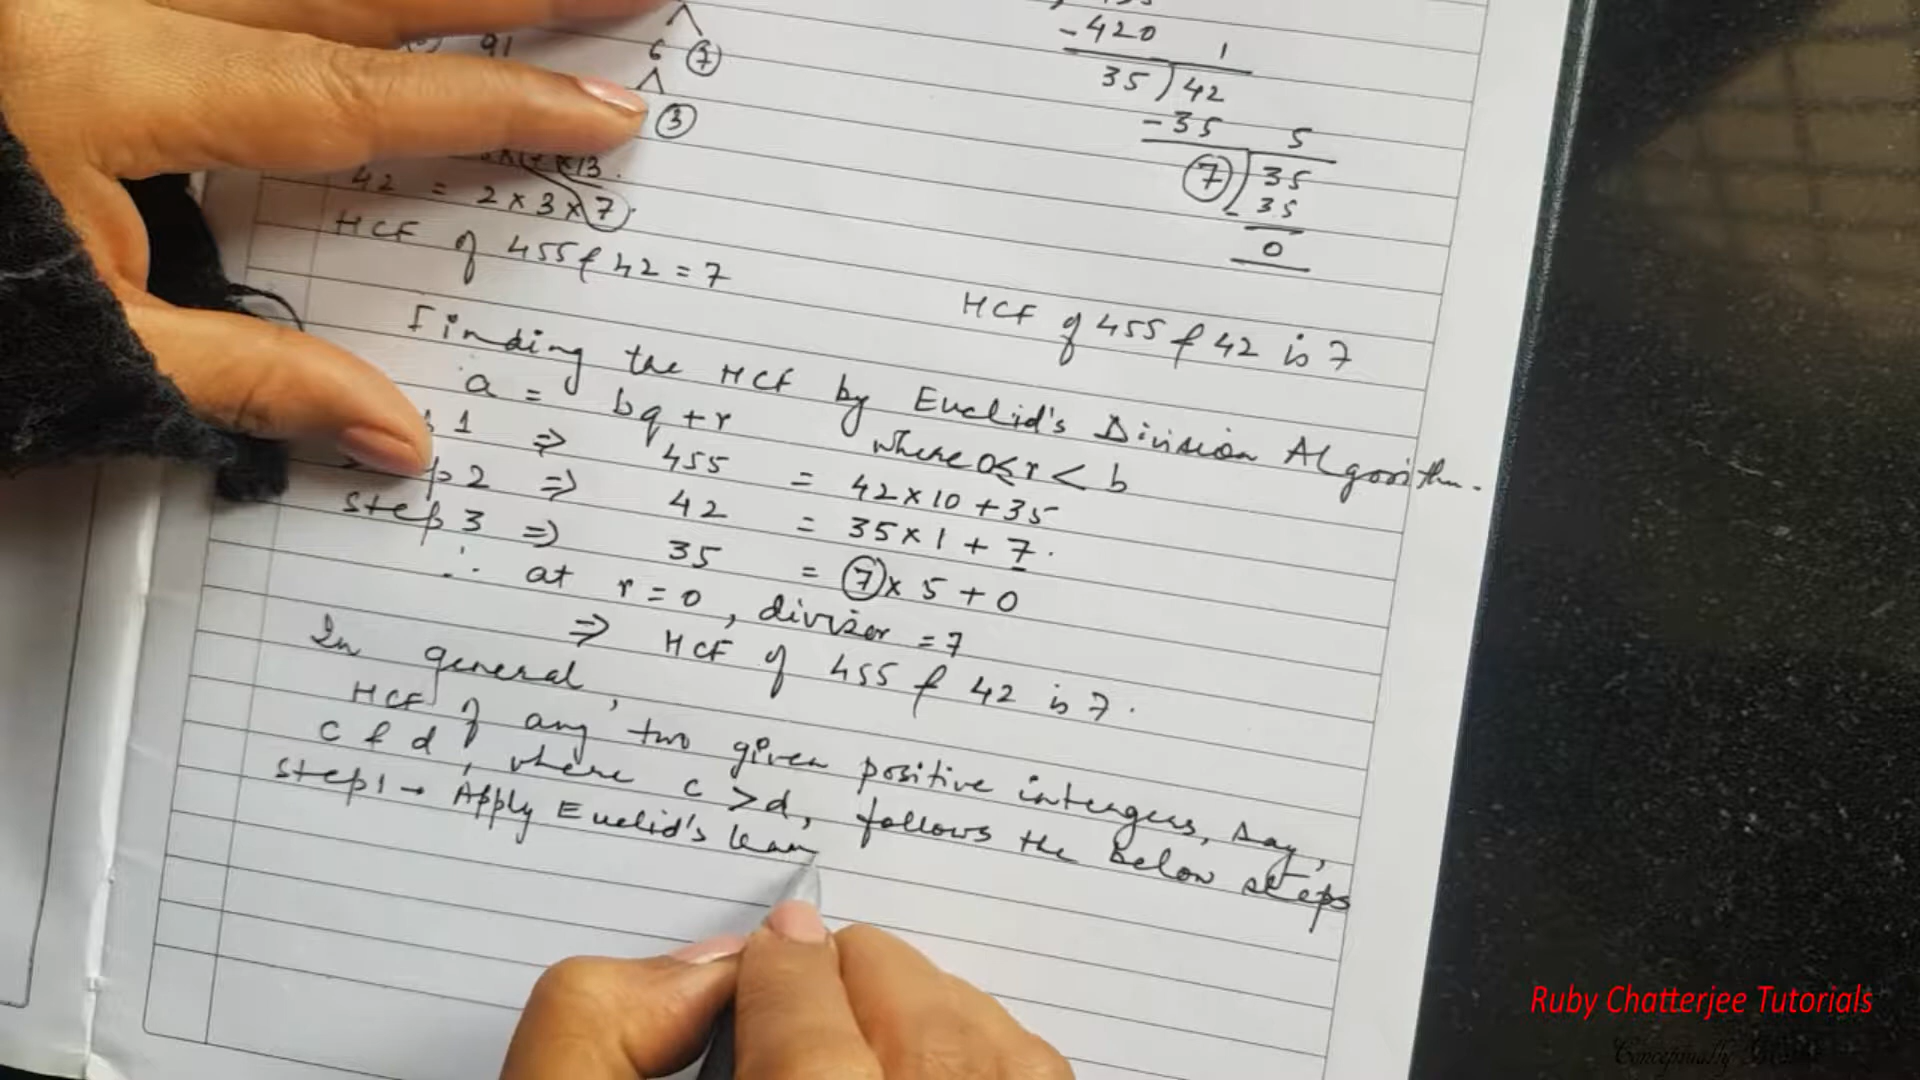 -420
1
35 ) 42
-35
5
7 ) 35
- 35
0
91
6 7
3
x 13.
42 = 2 x 3 x 7.
HCF of 455 & 42 = 7
HCF of 455 & 42 is 7
Finding the HCF by Euclid's Division Algorithm.
a = bq + r where 0 ≤ r < b
1 ⇒ 455 = 42 x 10 + 35
p 2 ⇒ 42 = 35 x 1 + 7.
Step 3 ⇒ 35 = 7 x 5 + 0
∴ at r = 0, divisor = 7
⇒ HCF of 455 & 42 is 7.
In general,
HCF of any two given positive intergers, say,
c & d, where c > d, follows the below steps
Step 1 → Apply Euclid's
Ruby Chatterjee Tutorials